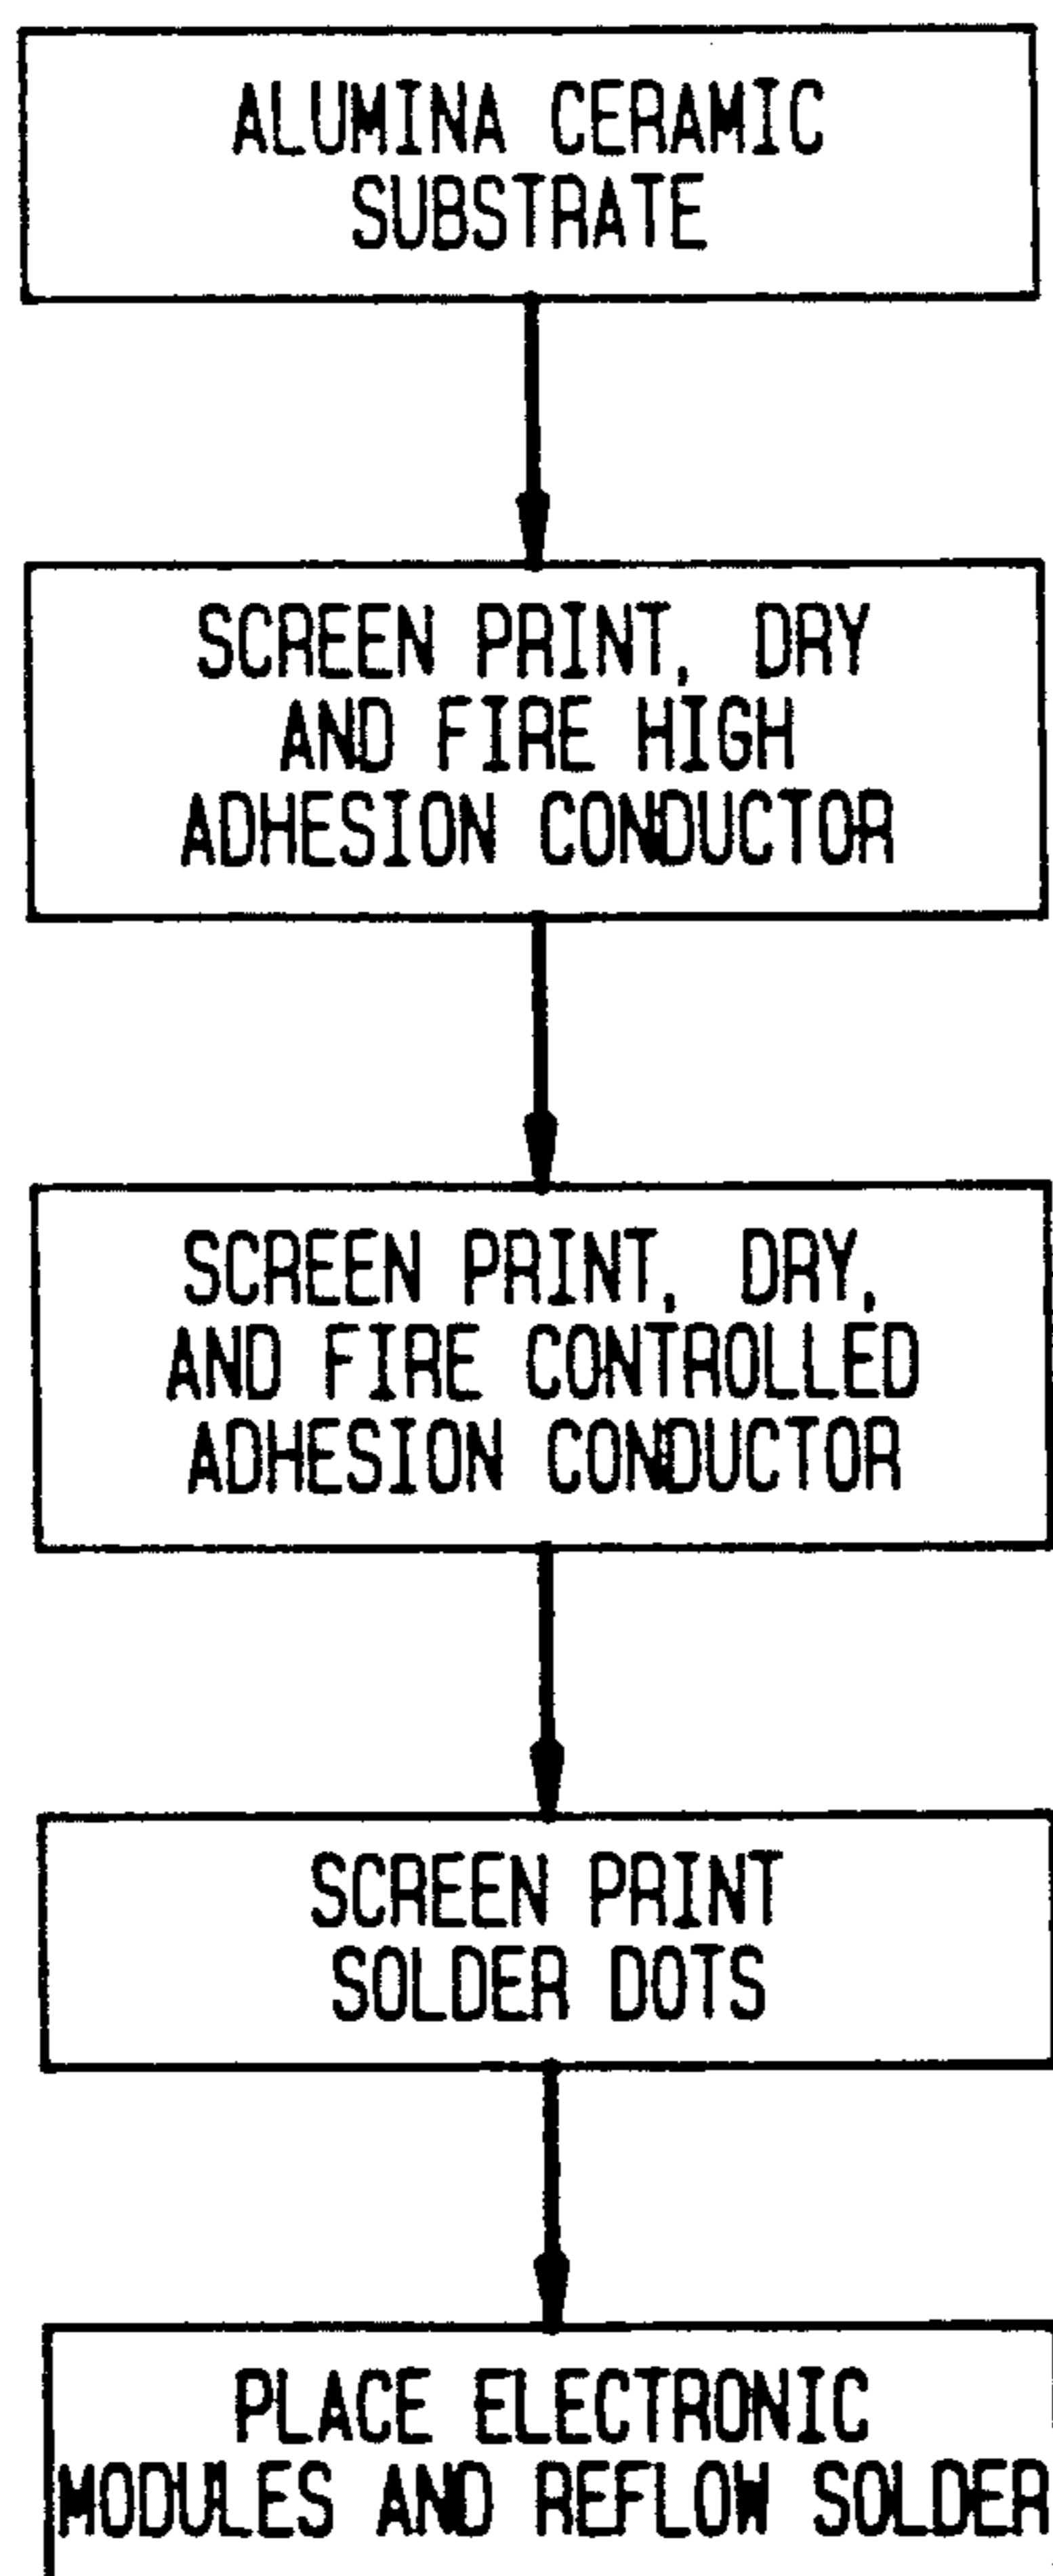 ALUMINA CERAMIC
SUBSTRATE
SCREEN PRINT, DRY
AND FIRE HIGH
ADHESION CONDUCTOR
SCREEN PRINT, DRY,
AND FIRE CONTROLLED
ADHESION CONDUCTOR
SCREEN PRINT
SOLDER DOTS
PLACE ELECTRONIC
MODULES AND REFLOW SOLDER